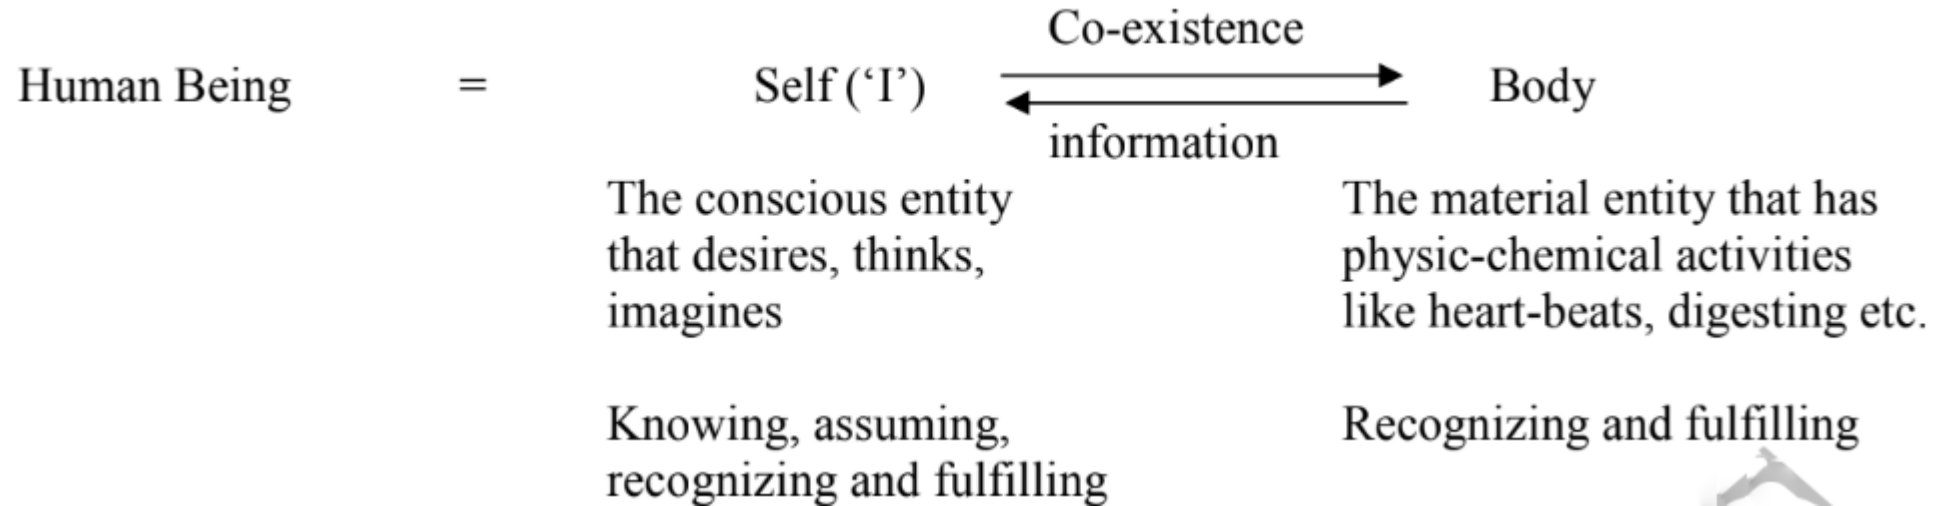 Co-existence
Human Being = Self (‘I’) Body
information
The conscious entity
that desires, thinks,
imagines
The material entity that has
physic-chemical activities
like heart-beats, digesting etc.
Knowing, assuming,
recognizing and fulfilling
Recognizing and fulfilling